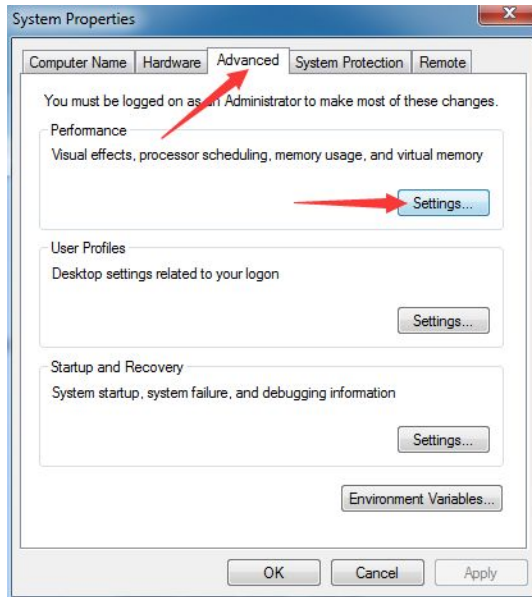 System Properties
Computer Name Hardware Advanced System Protection Remote
You must be logged on as an Administrator to make most of these changes.
Performance
Visual effects, processor scheduling, memory usage, and virtual memory
Settings...
User Profiles
Desktop settings related to your logon
Settings...
Startup and Recovery
System startup, system failure, and debugging information
Settings...
Environment Variables...
OK Cancel Apply